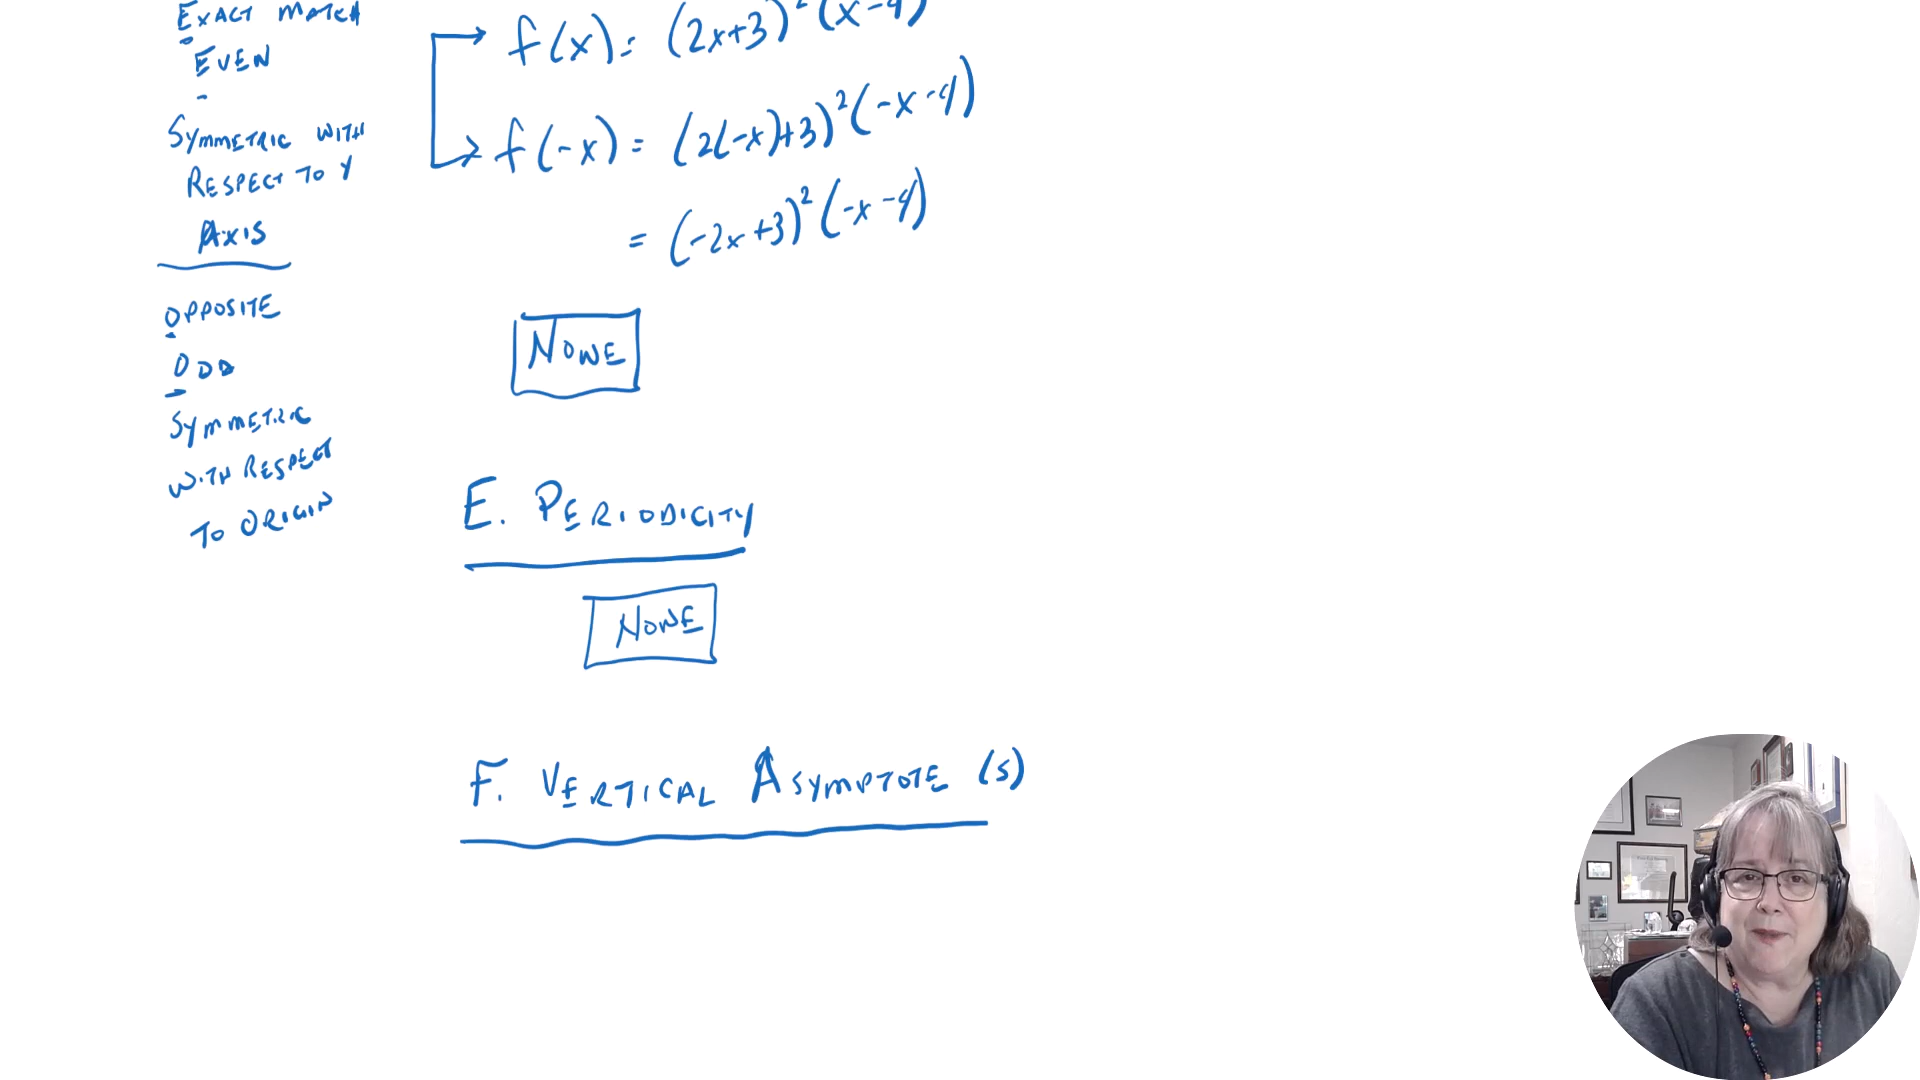 EXACT MATCH
EVEN
SYMMETRIC WITH
RESPECT TO Y
AXIS
OPPOSITE
ODD
SYMMETRIC
WITH RESPECT
TO ORIGIN
f(x) = (2x+3)²(x-4)
f(-x) = (2(-x)+3)²(-x-4)
= (-2x+3)²(-x-4)
NONE
E. PERIODICITY
NONE
F. VERTICAL ASYMPTOTE (S)